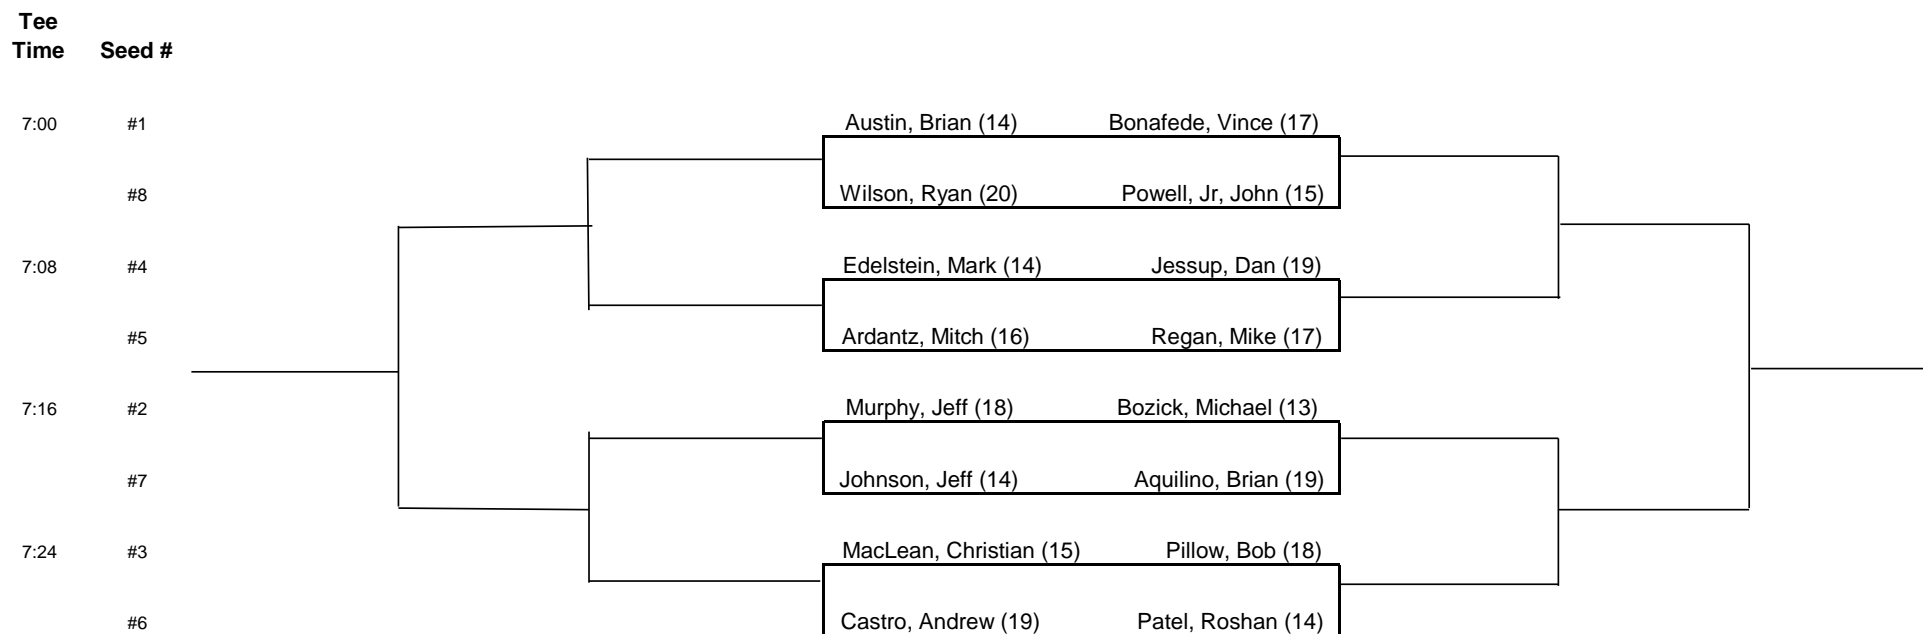 Tee
Time Seed #
7:00 #1 Austin, Brian (14) Bonafede, Vince (17)
#8 Wilson, Ryan (20) Powell, Jr, John (15)
7:08 #4 Edelstein, Mark (14) Jessup, Dan (19)
#5 Ardantz, Mitch (16) Regan, Mike (17)
7:16 #2 Murphy, Jeff (18) Bozick, Michael (13)
#7 Johnson, Jeff (14) Aquilino, Brian (19)
7:24 #3 MacLean, Christian (15) Pillow, Bob (18)
#6 Castro, Andrew (19) Patel, Roshan (14)